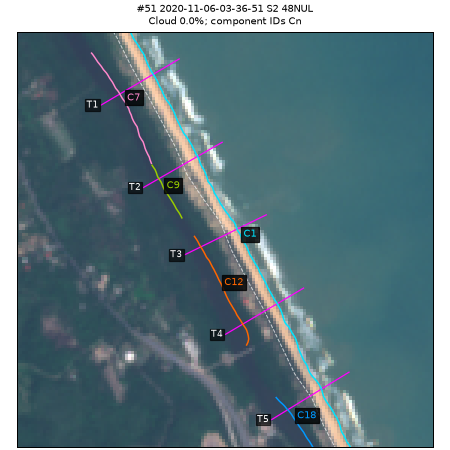 #51 2020-11-06-03-36-51 S2 48NUL
Cloud 0.0%; component IDs Cn
C7
T1
T2
C9
C1
T3
C12
T4
C18
T5